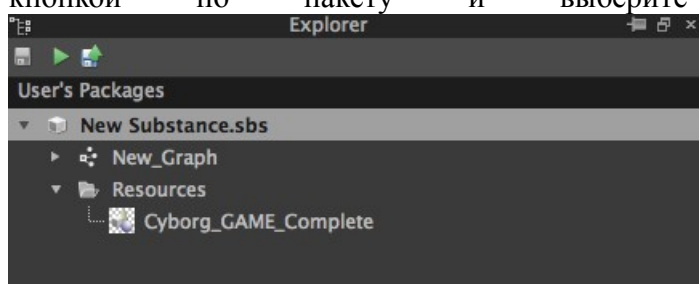 кнопкой по пакету и выберите
Explorer
User's Packages
New Substance.sbs
New_Graph
Resources
Cyborg_GAME_Complete